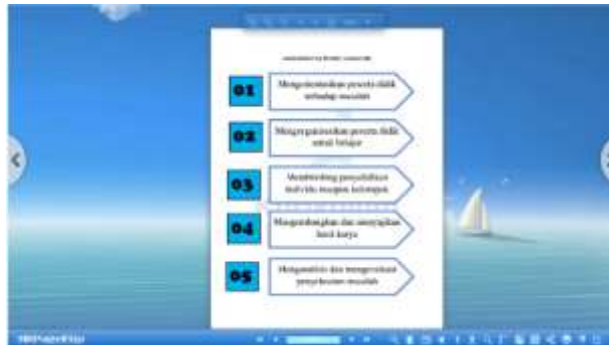 01
Mengorientasikan peserta didik
terhadap masalah
02
Mengorganisasikan peserta didik
untuk belajar
03
Membimbing penyelidikan
individu maupun kelompok
04
Mengembangkan dan menyajikan
hasil karya
05
Menganalisis dan mengevaluasi
penyelesaian masalah